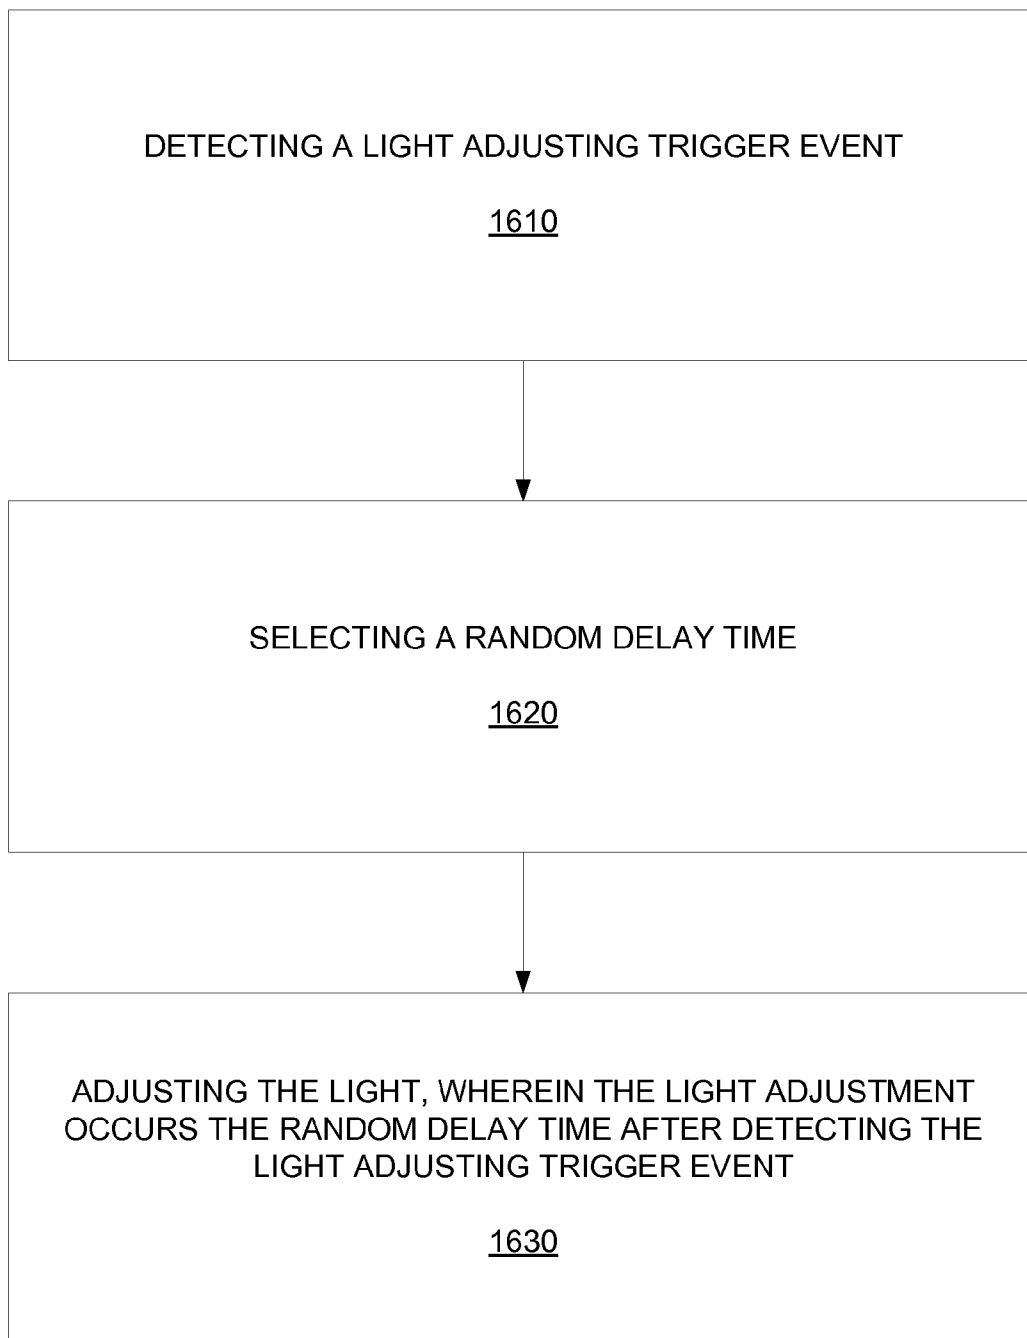 DETECTING A LIGHT ADJUSTING TRIGGER EVENT
1610
SELECTING A RANDOM DELAY TIME
1620
ADJUSTING THE LIGHT, WHEREIN THE LIGHT ADJUSTMENT
OCCURS THE RANDOM DELAY TIME AFTER DETECTING THE
LIGHT ADJUSTING TRIGGER EVENT
1630